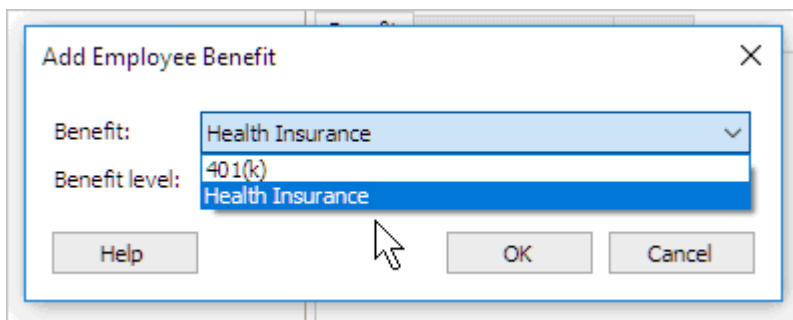 Add Employee Benefit
Benefit: Health Insurance
401(k)
Benefit level:
Health Insurance
Help OK Cancel